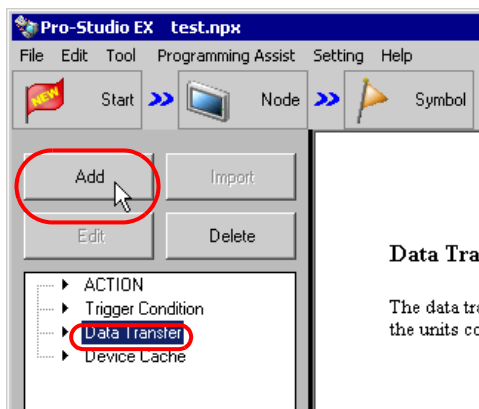 Pro-Studio EX test.npx
File Edit Tool Programming Assist Setting Help
NEW Start Node Symbol
Add Import
Edit Delete
ACTION
Trigger Condition
Data Transfer
Device Cache
Data Tra
The data tra
the units co